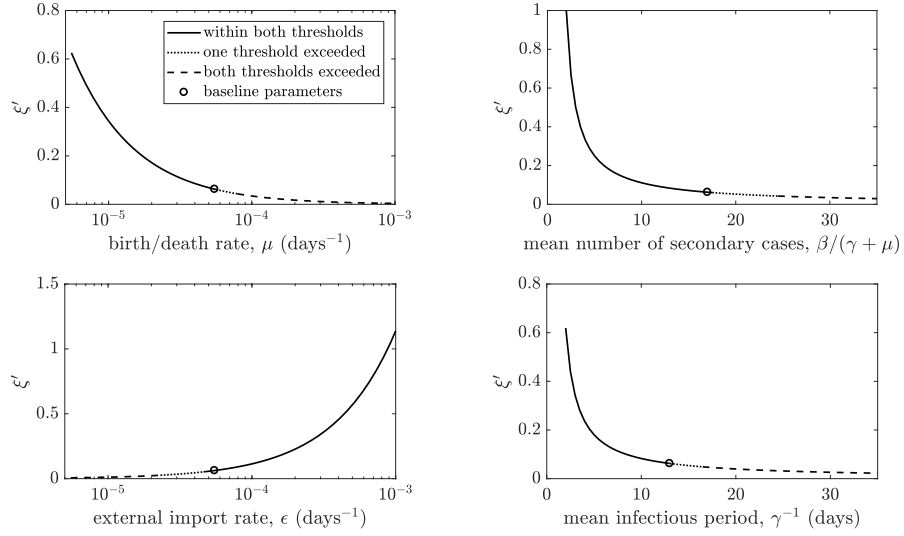 0.8
0.6
0.4
0.2
0
ξ′
10⁻⁵
10⁻⁴
10⁻³
birth/death rate, μ (days⁻¹)
within both thresholds
one threshold exceeded
both thresholds exceeded
baseline parameters
1
0.8
0.6
0.4
0.2
0
ξ′
0
10
20
30
mean number of secondary cases, β/(γ + μ)
1.5
1
0.5
0
ξ′
10⁻⁵
10⁻⁴
10⁻³
external import rate, ϵ (days⁻¹)
0.8
0.6
0.4
0.2
0
ξ′
0
10
20
30
mean infectious period, γ⁻¹ (days)